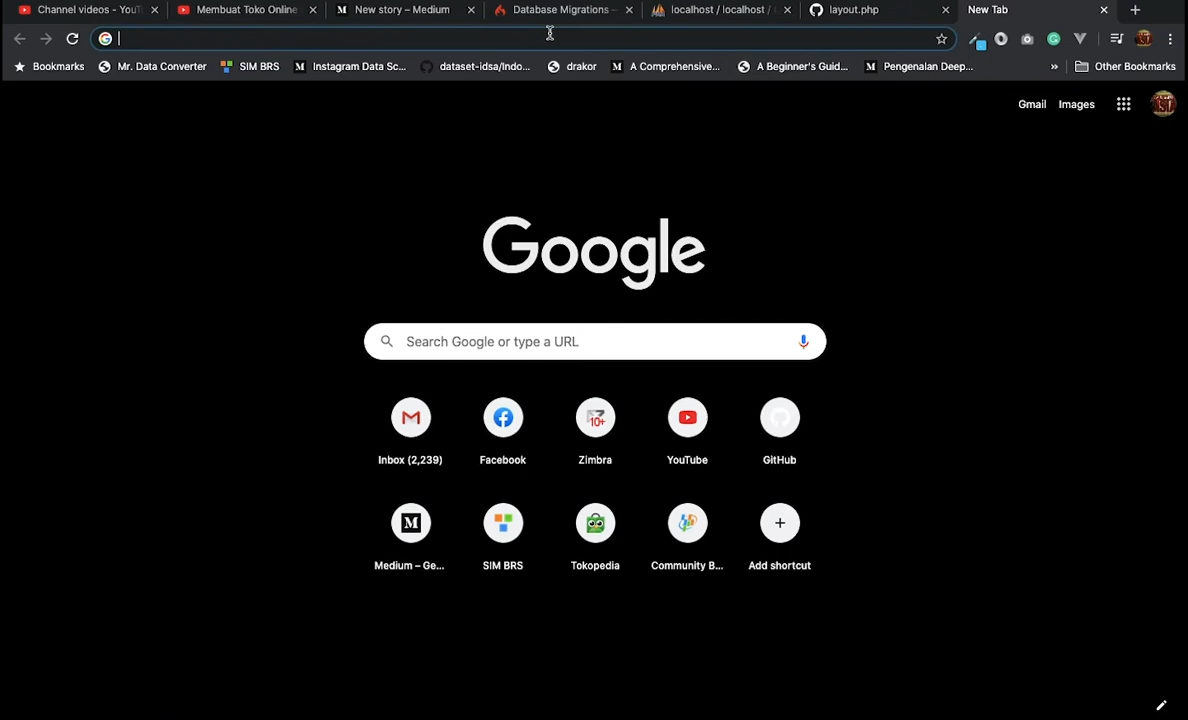 Channel videos - YouT
Membuat Toko Online
New story – Medium
Database Migrations –
localhost / localhost /
layout.php
New Tab
Bookmarks
Mr. Data Converter
SIM BRS
Instagram Data Sc...
dataset-idsa/Indo...
drakor
A Comprehensive...
A Beginner's Guid...
Pengenalan Deep...
»
Other Bookmarks
Gmail
Images
Google
Search Google or type a URL
10+
Inbox (2,239)
Facebook
Zimbra
YouTube
GitHub
Medium – Ge...
SIM BRS
Tokopedia
Community B...
Add shortcut